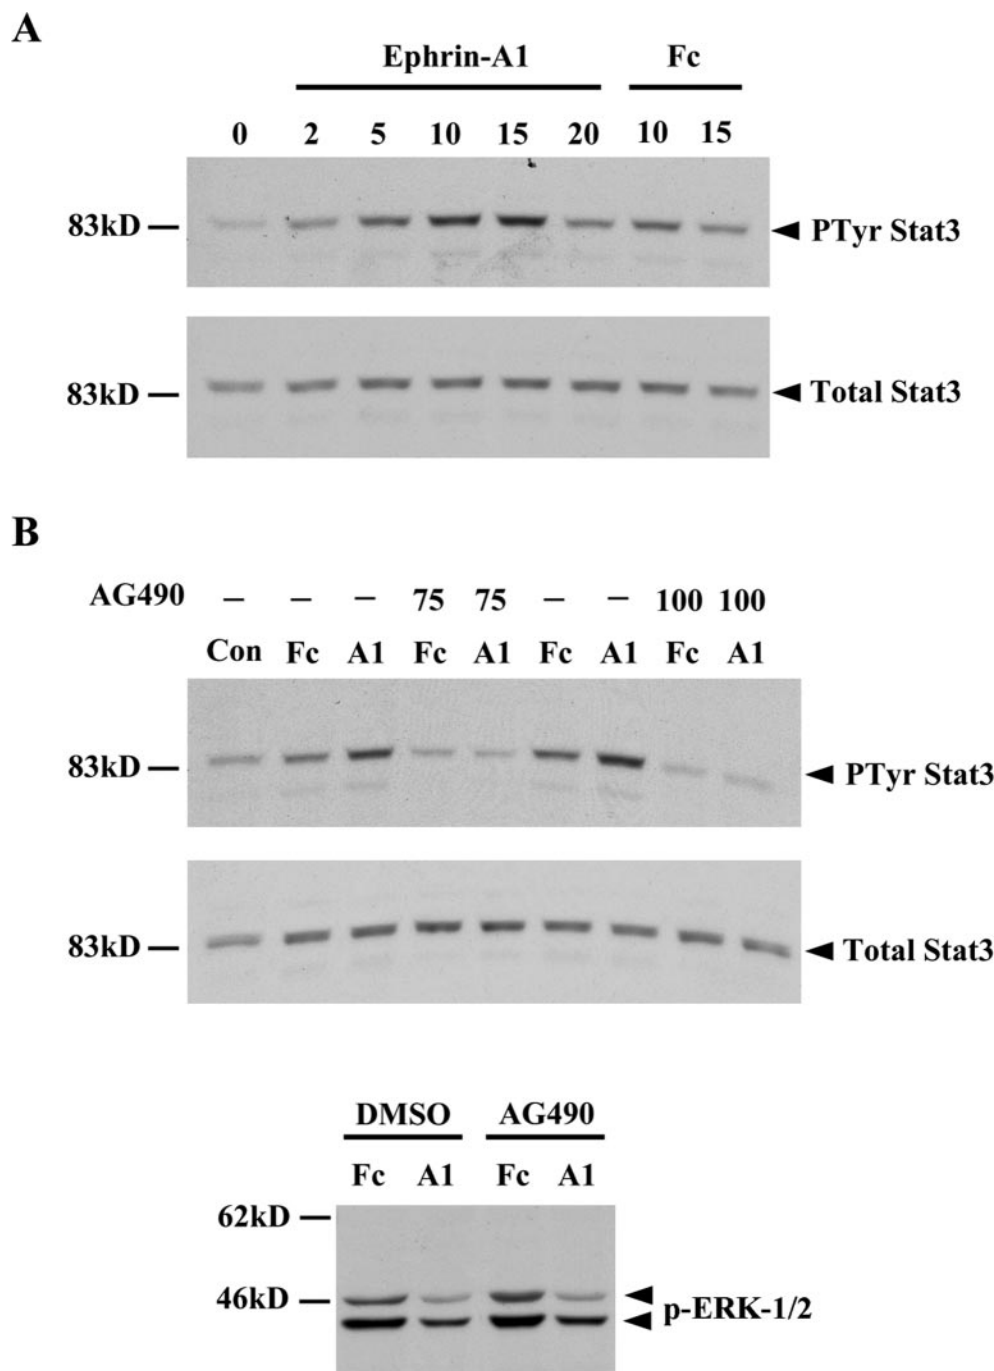 A
Ephrin-A1 Fc
0 2 5 10 15 20 10 15
83kD PTyr Stat3
83kD Total Stat3
B
AG490 – – – 75 75 – – 100 100
Con Fc A1 Fc A1 Fc A1 Fc A1
83kD PTyr Stat3
83kD Total Stat3
DMSO AG490
Fc A1 Fc A1
62kD
46kD
p-ERK-1/2